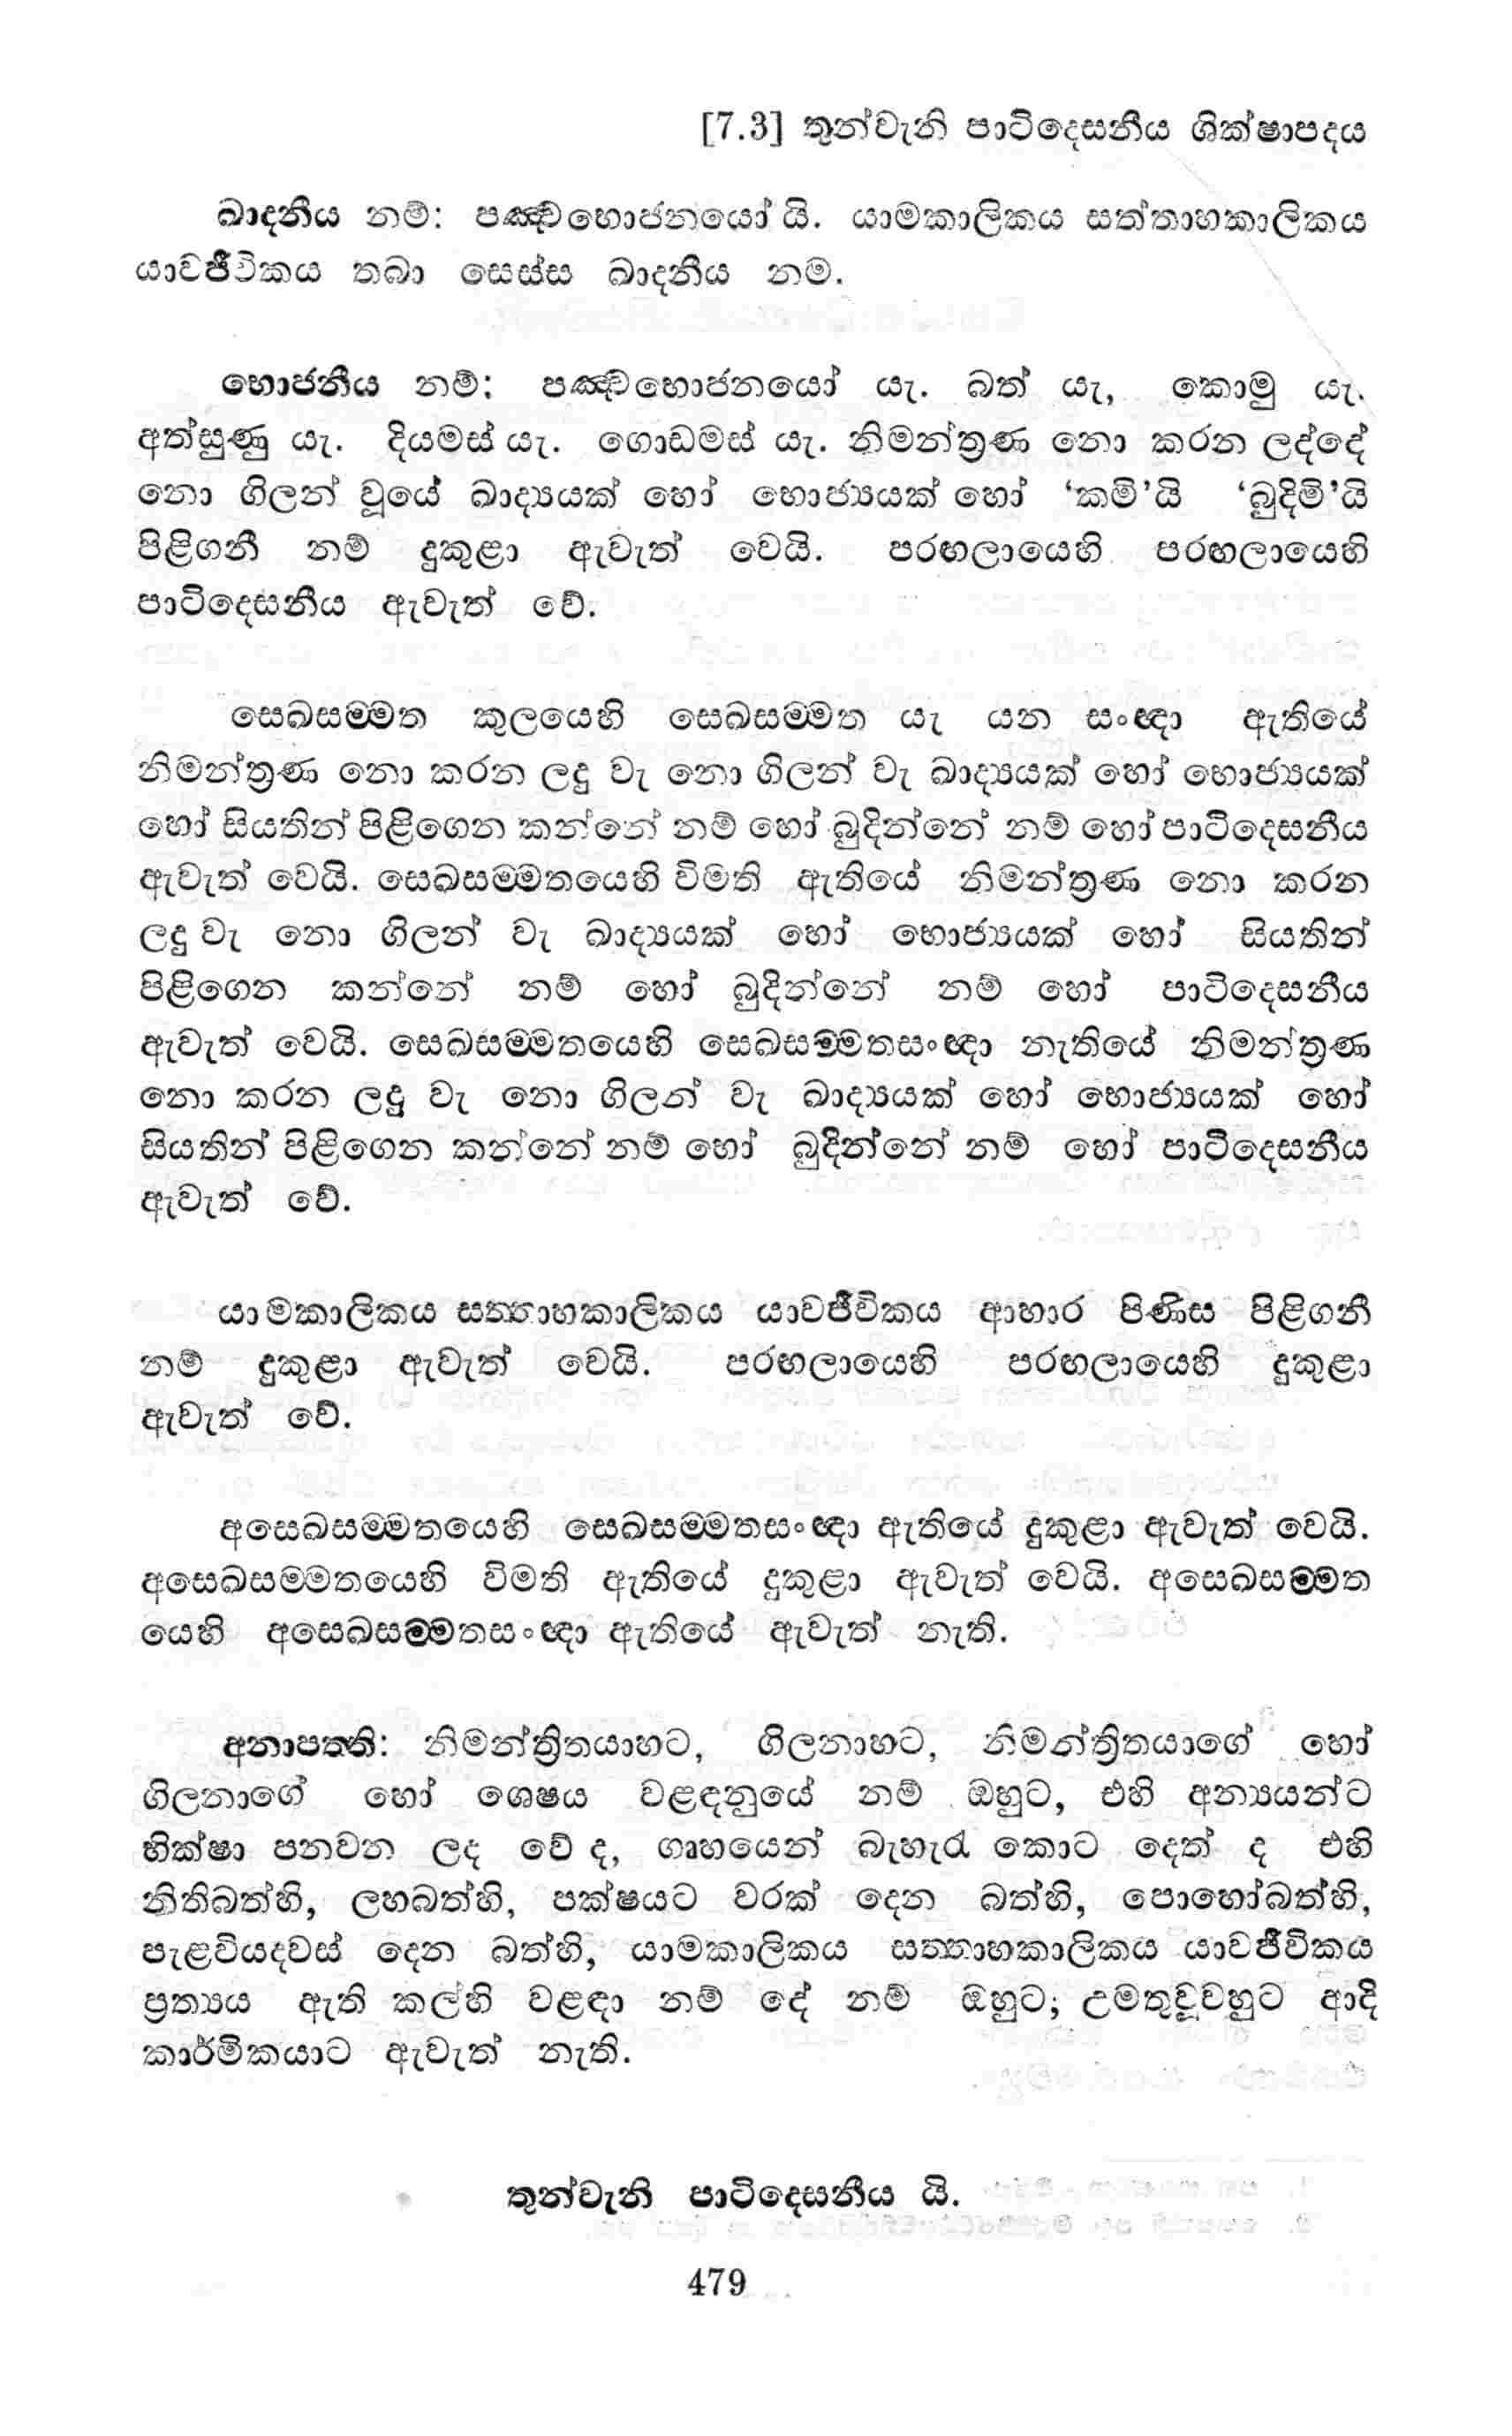 [7.3] තුන්වැනි පාටිදෙසනීය ශික්ෂාපදය
ඛාදනීය නම්: පඤ්චභොජනයෝ යි. යාමකාලිකය සත්තාහකාලිකය
යාවජීවිකය තබා සෙස්ස ඛාදනීය නම.
භොජනීය නම්: පඤ්චභොජනයෝ යැ. බත් යැ, කොමු යැ.
අත්සුණු යැ. දියමස් යැ. ගොඩමස් යැ. නිමන්ත්‍රණ නො කරන ලද්දේ
නො ගිලන් වූයේ ඛාද්‍යයක් හෝ භොජ්‍යයක් හෝ ‘කමි’යි ‘බුදිමි’යි
පිළිගනී නම් දුකුළා ඇවැත් වෙයි. පරඟලායෙහි පරඟලායෙහි
පාටිදෙසනීය ඇවැත් වේ.
සෙඛසම්මත කුලයෙහි සෙඛසම්මත යැ යන සංඥා ඇතියේ
නිමන්ත්‍රණ නො කරන ලදු වැ නො ගිලන් වැ ඛාද්‍යයක් හෝ භොජ්‍යයක්
හෝ සියතින් පිළිගෙන කන්නේ නම් හෝ බුදින්නේ නම් හෝ පාටිදෙසනීය
ඇවැත් වෙයි. සෙඛසම්මතයෙහි විමති ඇතියේ නිමන්ත්‍රණ නො කරන
ලදු වැ නො ගිලන් වැ ඛාද්‍යයක් හෝ භොජ්‍යයක් හෝ සියතින්
පිළිගෙන කන්නේ නම් හෝ බුදින්නේ නම් හෝ පාටිදෙසනීය
ඇවැත් වෙයි. සෙඛසම්මතයෙහි සෙඛසම්මතසංඥා නැතියේ නිමන්ත්‍රණ
නො කරන ලදු වැ නො ගිලන් වැ ඛාද්‍යයක් හෝ භොජ්‍යයක් හෝ
සියතින් පිළිගෙන කන්නේ නම් හෝ බුදින්නේ නම් හෝ පාටිදෙසනීය
ඇවැත් වේ.
යාමකාලිකය සත්තාහකාලිකය යාවජීවිකය ආහාර පිණිස පිළිගනී
නම් දුකුළා ඇවැත් වෙයි. පරඟලායෙහි පරඟලායෙහි දුකුළා
ඇවැත් වේ.
අසෙඛසම්මතයෙහි සෙඛසම්මතසංඥා ඇතියේ දුකුළා ඇවැත් වෙයි.
අසෙඛසම්මතයෙහි විමති ඇතියේ දුකුළා ඇවැත් වෙයි. අසෙඛසම්මත
යෙහි අසෙඛසම්මතසංඥා ඇතියේ ඇවැත් නැති.
අනාපත්ති: නිමන්ත්‍රිතයාහට, ගිලනාහට, නිමන්ත්‍රිතයාගේ හෝ
ගිලනාගේ හෝ ශෙෂය වළඳනුයේ නම් ඔහුට, එහි අන්‍යයන්ට
භික්ෂා පනවන ලද වේ ද, ගෘහයෙන් බැහැරැ කොට දෙත් ද එහි
නිතිබත්හි, ලහබත්හි, පක්ෂයට වරක් දෙන බත්හි, පොහෝබත්හි,
පැළවියදවස් දෙන බත්හි, යාමකාලිකය සත්තාහකාලිකය යාවජීවිකය
ප්‍රත්‍යය ඇති කල්හි වළඳා නම් දේ නම් ඔහුට; උමතුවූවහුට ආදි
කාර්මිකයාට ඇවැත් නැති.
තුන්වැනි පාටිදෙසනීය යි.
479